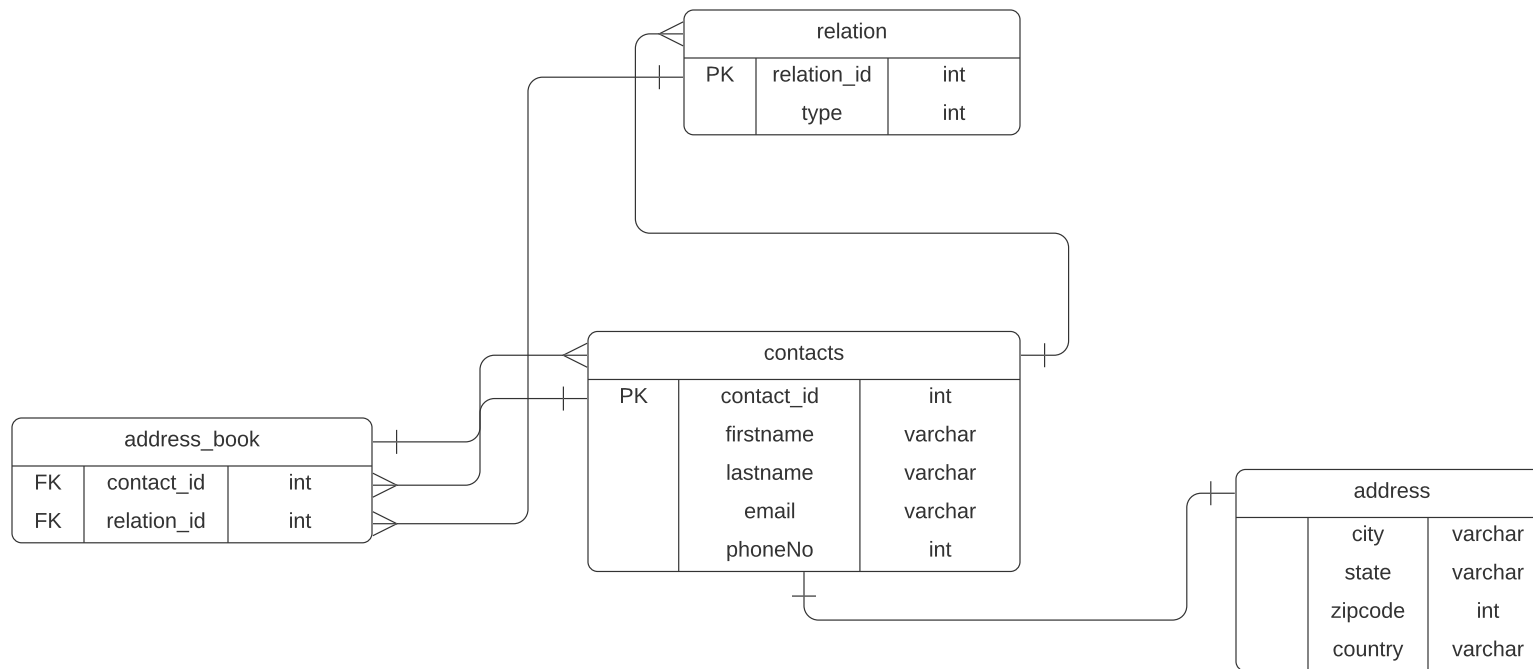 relation
PK relation_id int
type int
contacts
PK contact_id int
firstname varchar
lastname varchar
email varchar
phoneNo int
address_book
FK contact_id int
FK relation_id int
address
city varchar
state varchar
zipcode int
country varchar